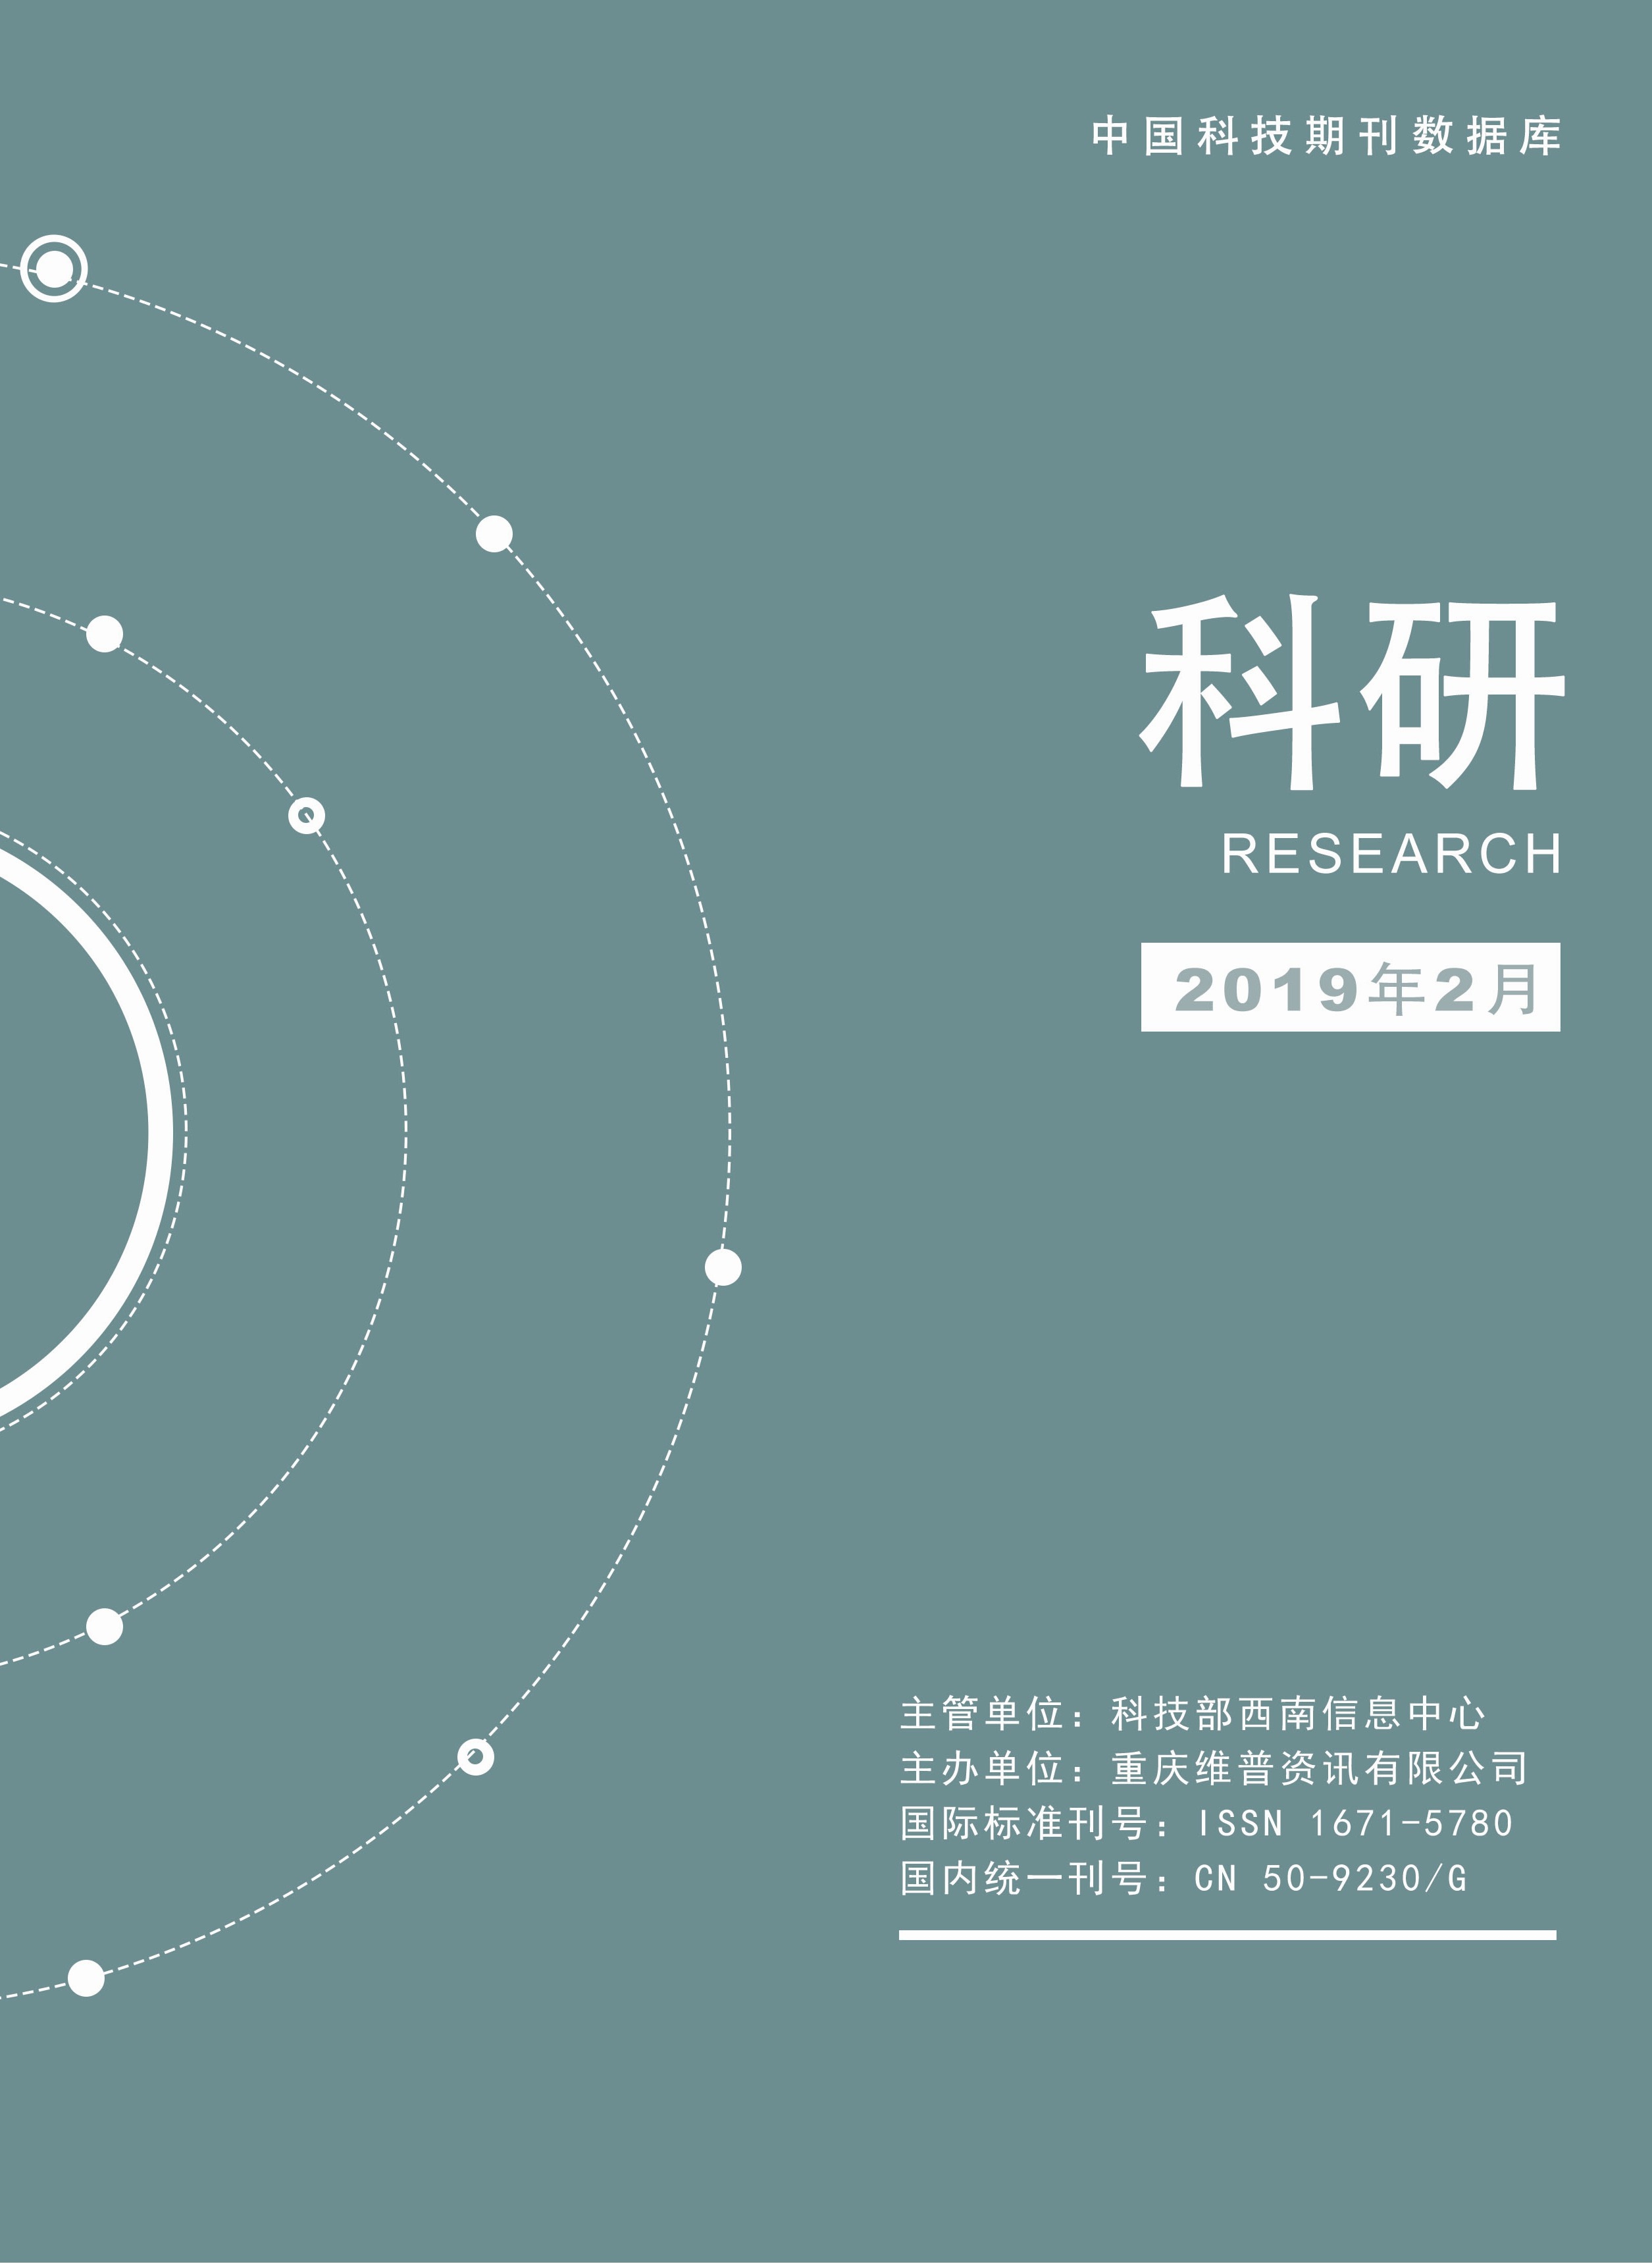 中国科技期刊数据库
科研
RESEARCH
2019年2月
主管单位：科技部西南信息中心
主办单位：重庆维普资讯有限公司
国际标准刊号：ISSN 1671-5780
国内统一刊号：CN 50-9230/G